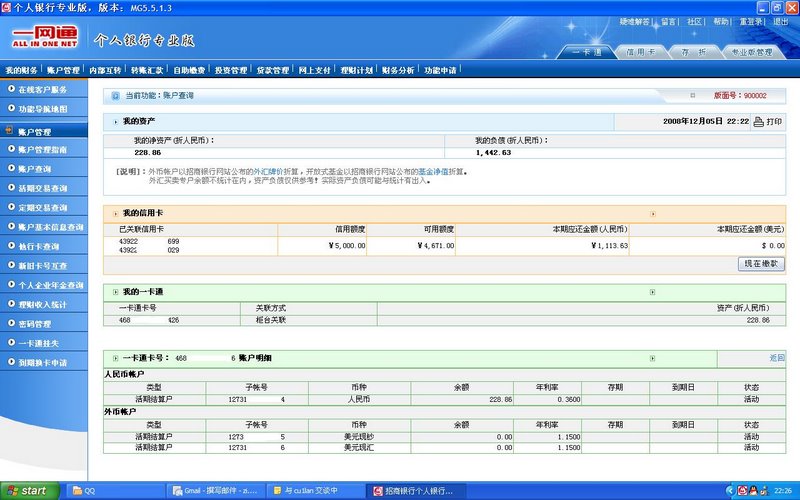 个人银行专业版, 版本: MG5.5.1.3
疑难解答| 留言| 社区| 帮助| 重登录| 退出
一网通
ALL IN ONE NET
个人银行专业版
一卡通 信用卡 存折 专业版管理
我的财务 账户管理 内部互转 转账汇款 自助缴费 投资管理 贷款管理 网上支付 理财计划 财务分析 功能申请
在线客户服务
功能导航地图
账户管理
账户管理指南
账户查询
活期交易查询
定期交易查询
账户基本信息查询
他行卡查询
新旧卡号互查
个人企业年金查询
理财收入统计
密码管理
一卡通挂失
到期换卡申请
当前功能:账户查询
版面号:900002
我的资产
2008年12月05日 22:22 打印
我的净资产(折人民币): 我的负债(折人民币):
228.86 1,442.63
[说明]:外币帐户以招商银行网站公布的外汇牌价折算,开放式基金以招商银行网站公布的基金净值折算。
外汇买卖专户余额不统计在内,资产负债仅供参考!实际资产负债可能与统计有出入。
我的信用卡
已关联信用卡 信用额度 可用额度 本期应还金额(人民币) 本期应还金额(美元)
43922 699
43922 029
¥5,000.00 ¥4,671.00 ¥1,113.63 $ 0.00
现在缴款
我的一卡通
一卡通卡号 关联方式 资产(折人民币)
468 426 柜台关联 228.86
一卡通卡号: 468 6 账户明细 返回
人民币帐户
类型 子帐号 币种 余额 年利率 存期 到期日 状态
活期结算户 12731 4 人民币 228.86 0.3600 活动
外币帐户
类型 子帐号 币种 余额 年利率 存期 到期日 状态
活期结算户 1273 5 美元现钞 0.00 1.1500 活动
活期结算户 12731 6 美元现汇 0.00 1.1500 活动
start QQ Gmail - 撰写邮件 - zi.... 与 cu.tian 交谈中 招商银行个人银行... 22:26